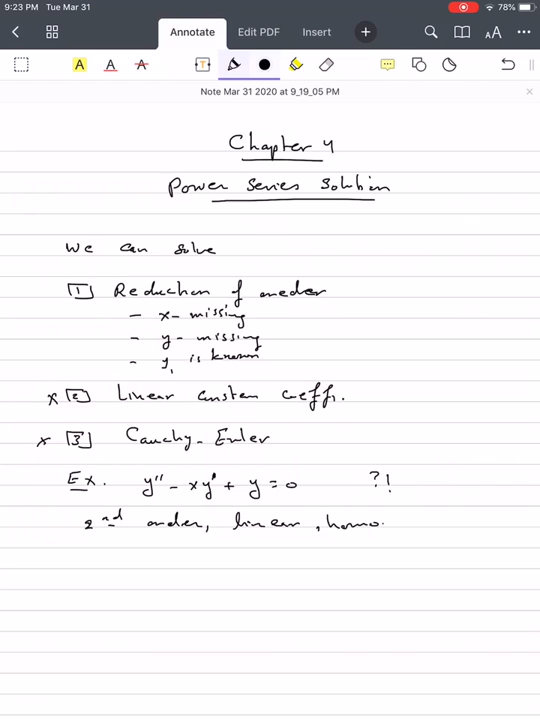 9:23 PM Tue Mar 31 78%
Annotate Edit PDF Insert
Note Mar 31 2020 at 9_19_05 PM
Chapter 4
Power Series Solution
We can solve
[1] Reduction of order
- x- missing
- y- missing
- y₁ is known
x [2] Linear constan coeffi.
x [3] Cauchy-Euler
Ex. y'' - xy' + y = 0 ?!
2nd order, linear, homo.